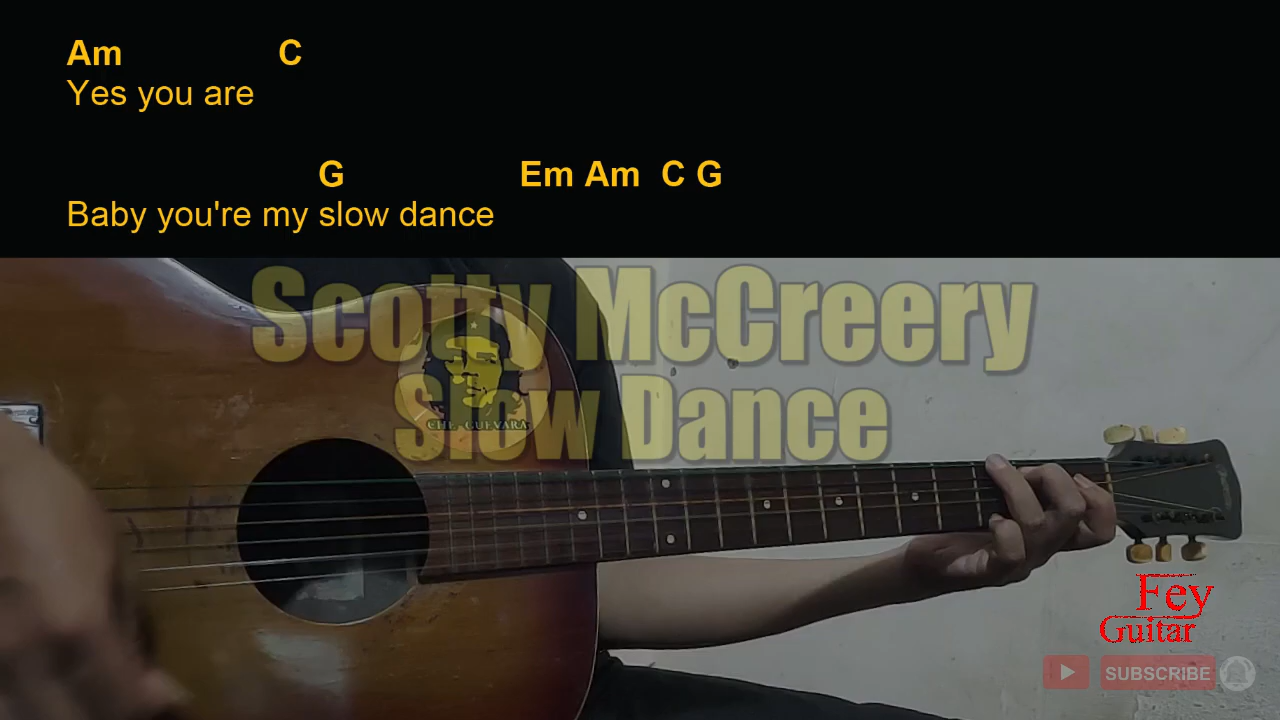 Am C
Yes you are
G Em Am C G
Baby you're my slow dance
Scotty McCreery
Slow Dance
CHE GUEVARA
Fey
Guitar
SUBSCRIBE